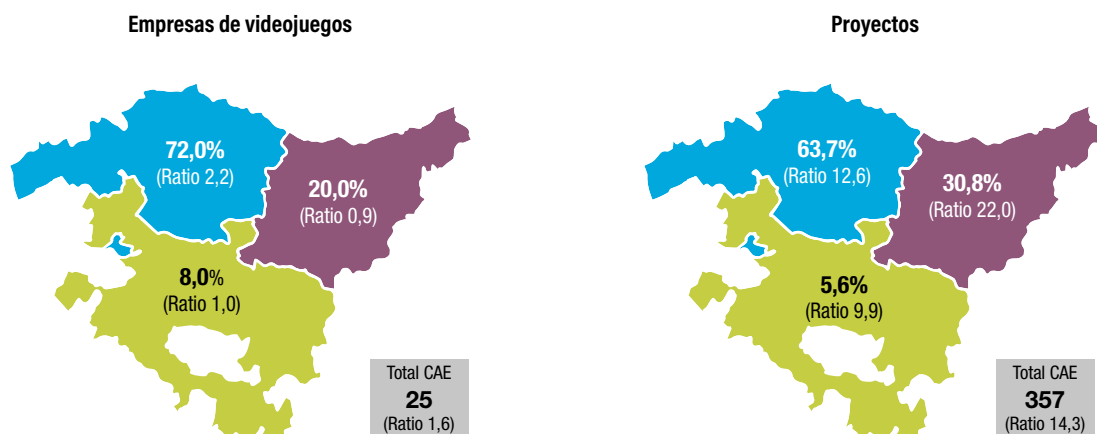 Empresas de videojuegos
72,0%
(Ratio 2,2)
20,0%
(Ratio 0,9)
8,0%
(Ratio 1,0)
Total CAE
25
(Ratio 1,6)
Proyectos
63,7%
(Ratio 12,6)
30,8%
(Ratio 22,0)
5,6%
(Ratio 9,9)
Total CAE
357
(Ratio 14,3)